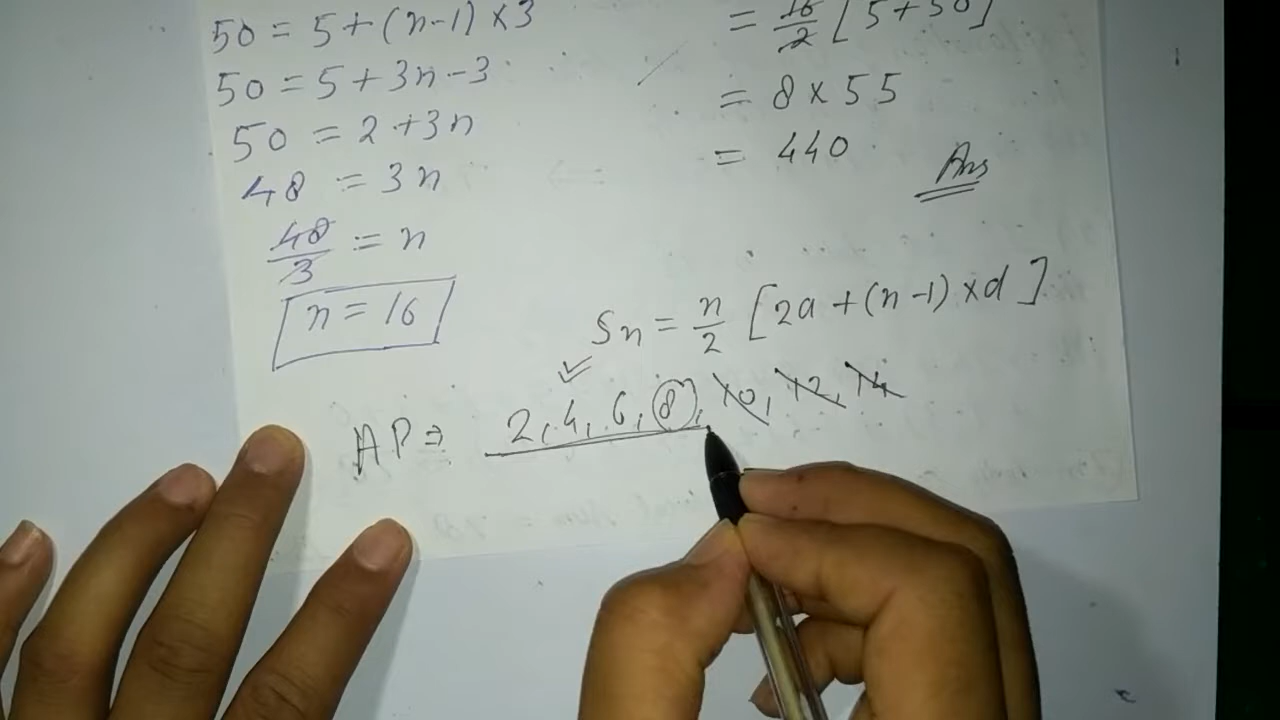 50 = 5 + (n-1) × 3
50 = 5 + 3n - 3
50 = 2 + 3n
48 = 3n
48/3 = n
n = 16
= 16/2 [5 + 50]
= 8 × 55
= 440
Ans
Sn = n/2 [2a + (n-1) × d]
AP ⇒ 2, 4, 6, 8, 10, 12, 14